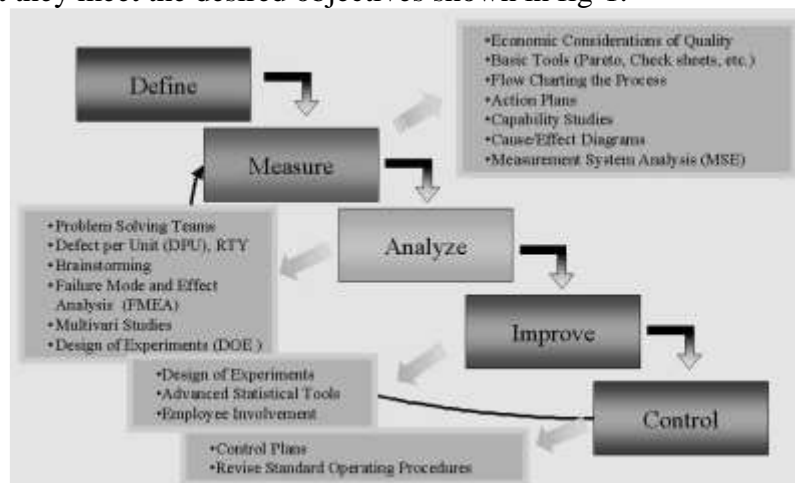 t they meet the desired objectives shown in fig 1.
Define
•Economic Considerations of Quality
•Basic Tools (Pareto, Check sheets, etc.)
•Flow Charting the Process
•Action Plans
•Capability Studies
•Cause/Effect Diagrams
•Measurement System Analysis (MSE)
Measure
•Problem Solving Teams
•Defect per Unit (DPU), RTY
•Brainstorming
•Failure Mode and Effect
Analysis (FMEA)
•Multivari Studies
•Design of Experiments (DOE )
Analyze
Improve
•Design of Experiments
•Advanced Statistical Tools
•Employee Involvement
Control
•Control Plans
•Revise Standard Operating Procedures